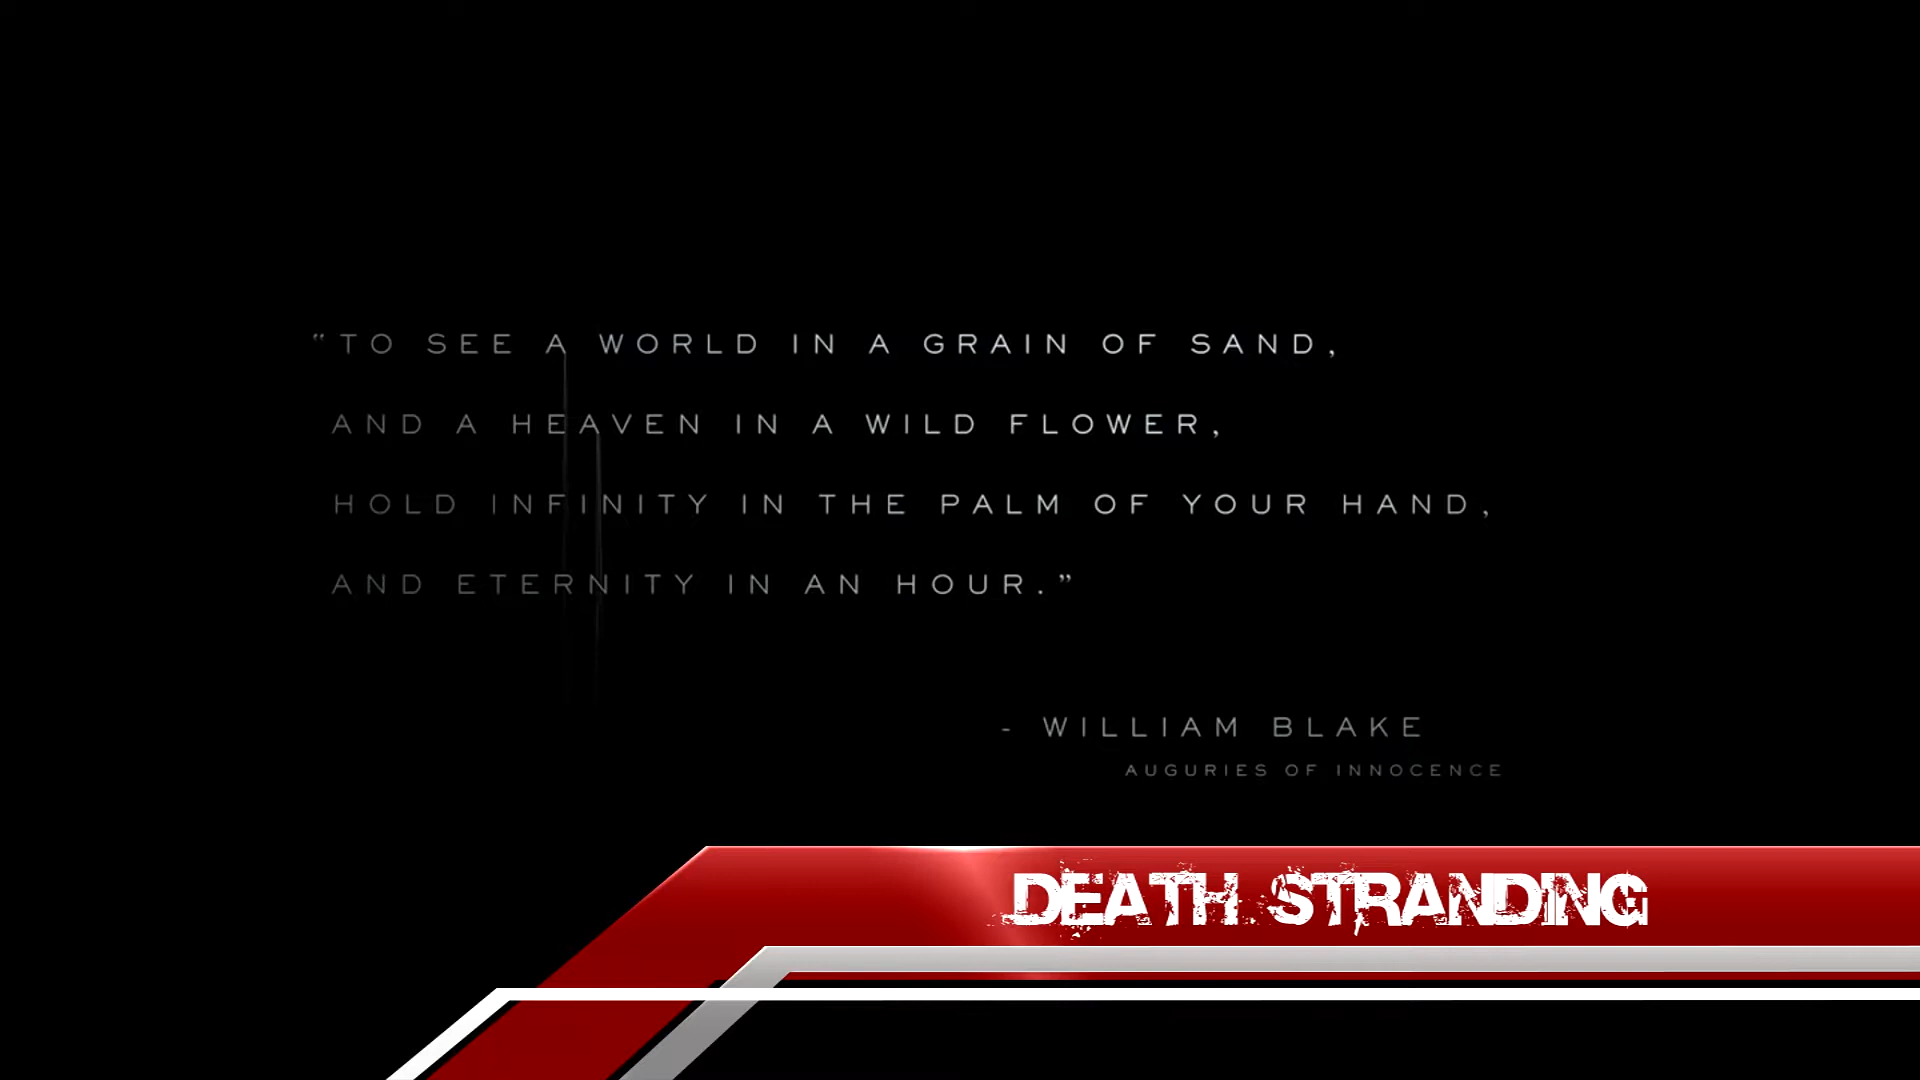 “TO SEE A WORLD IN A GRAIN OF SAND,
AND A HEAVEN IN A WILD FLOWER,
HOLD INFINITY IN THE PALM OF YOUR HAND,
AND ETERNITY IN AN HOUR.”
- WILLIAM BLAKE
AUGURIES OF INNOCENCE
DEATH STRANDING